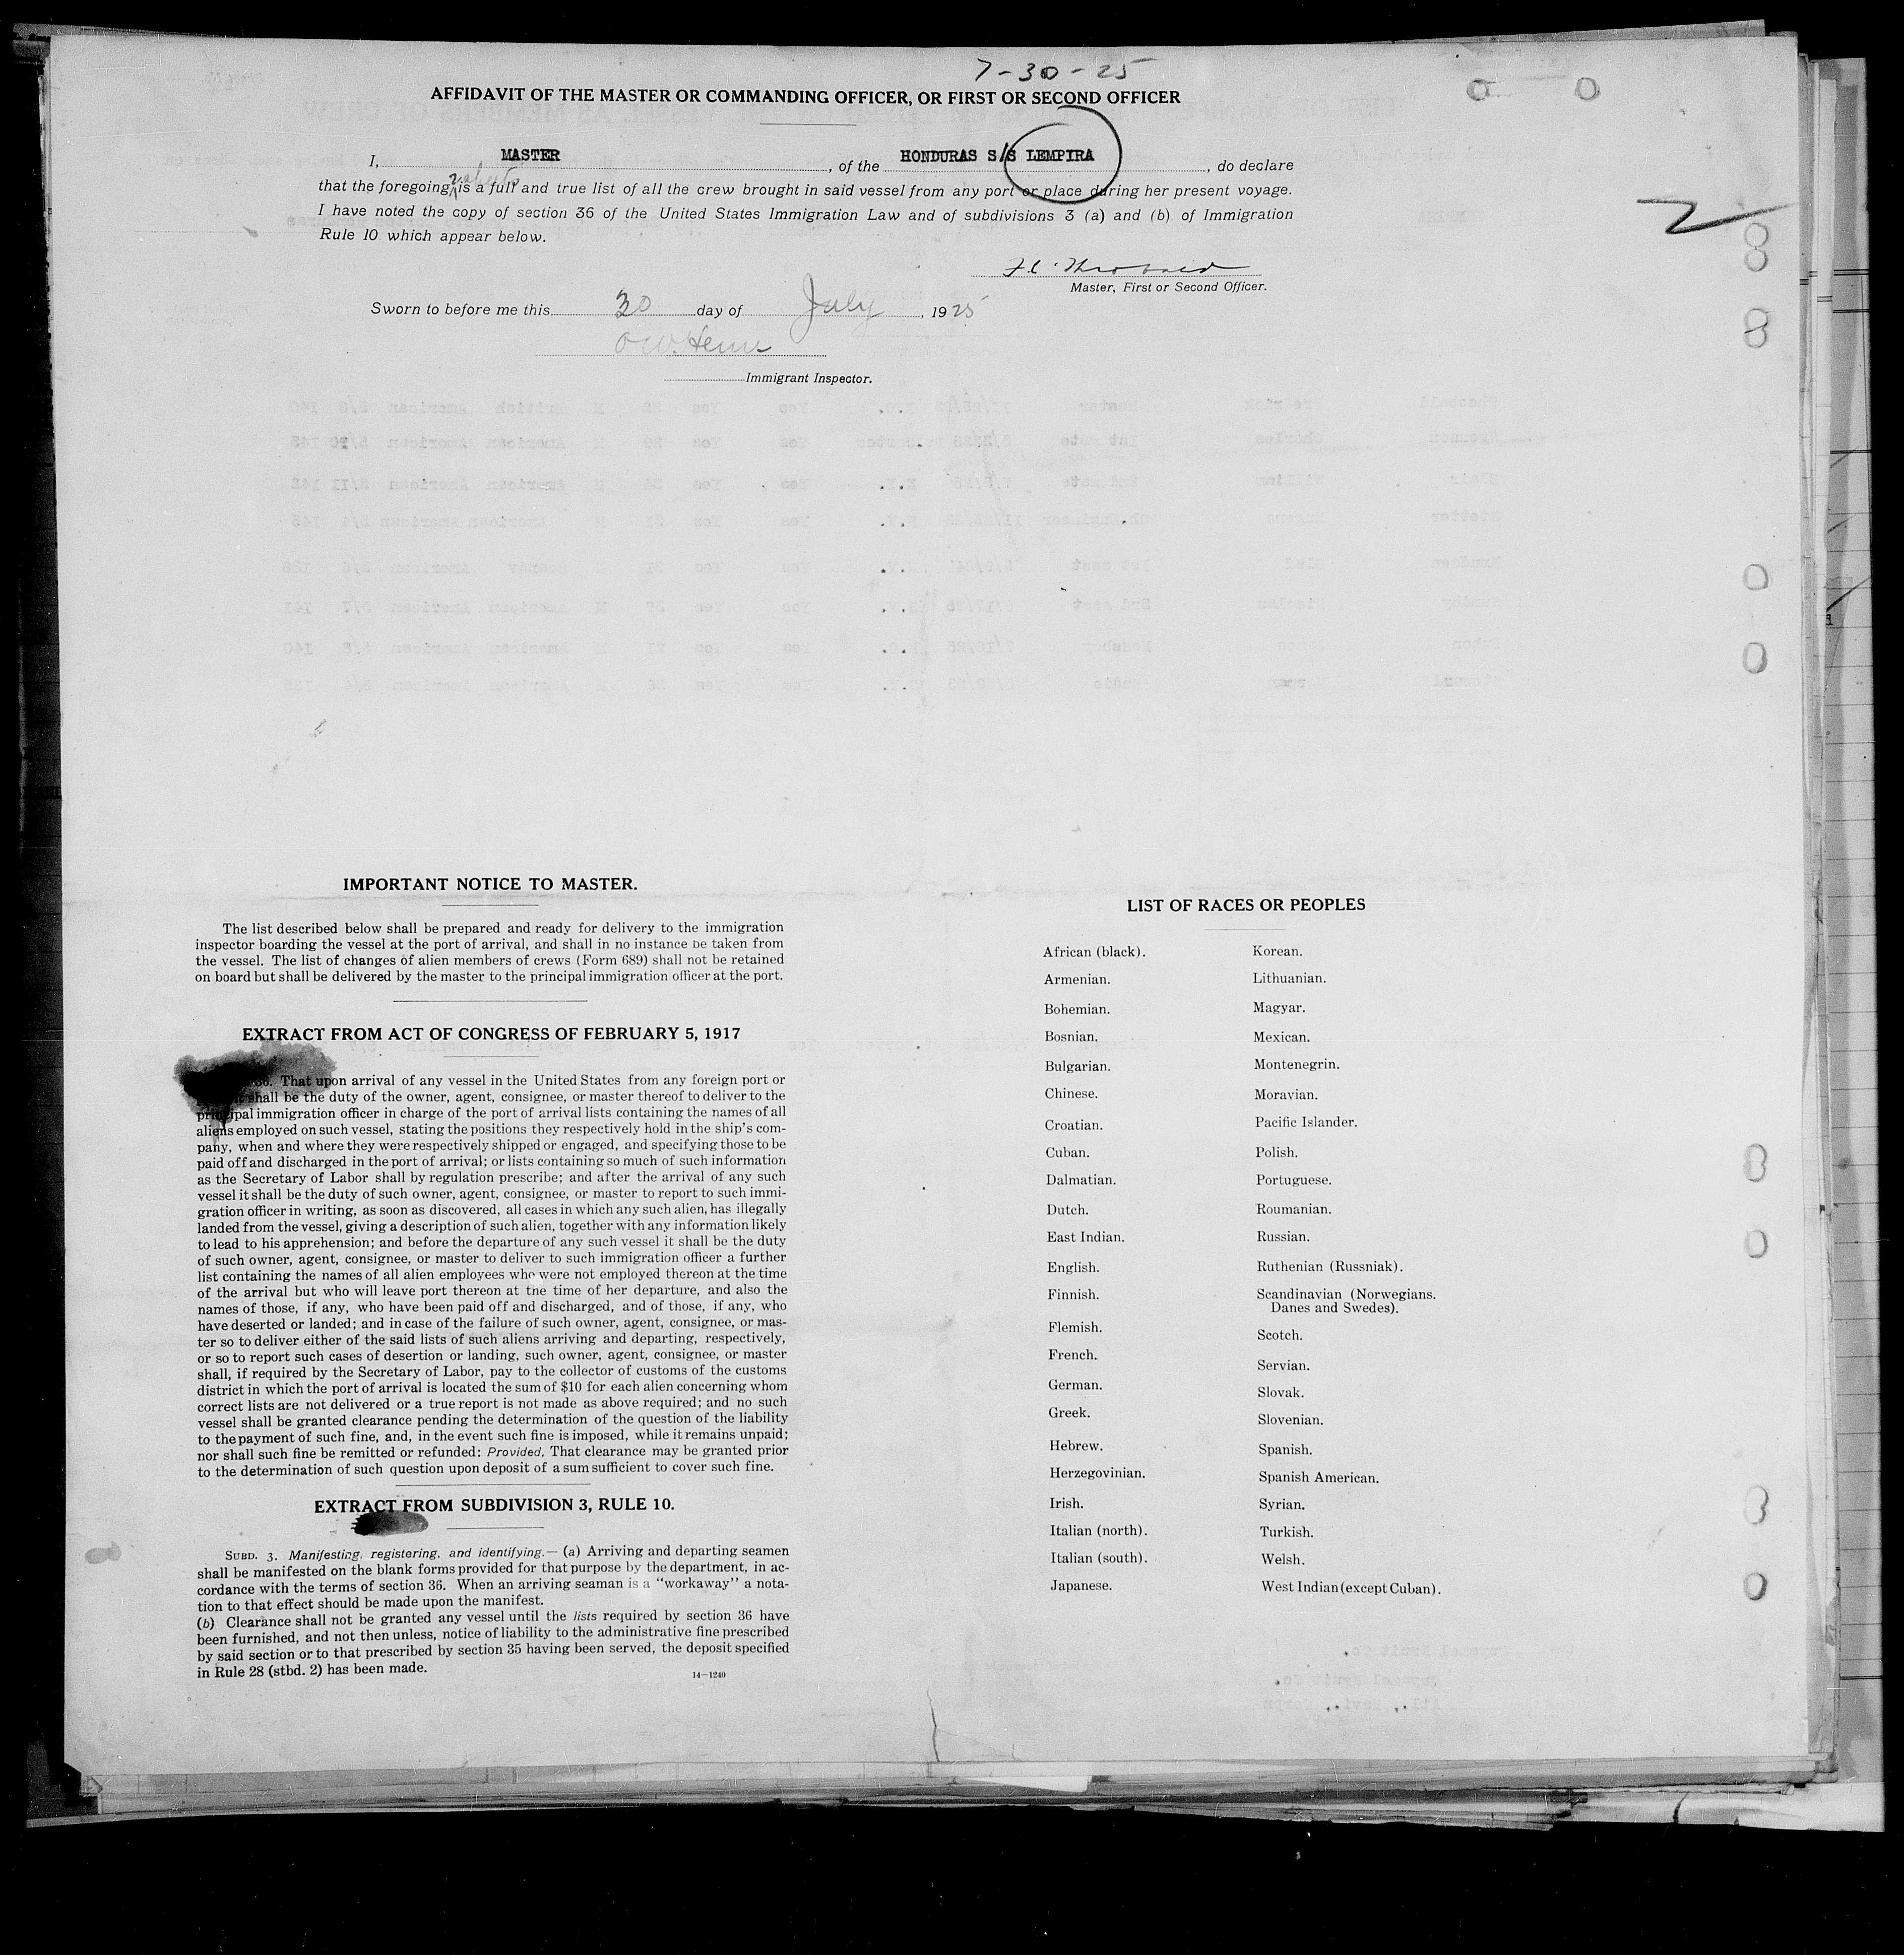 7-30-25
AFFIDAVIT OF THE MASTER OR COMMANDING OFFICER, OR FIRST OR SECOND OFFICER
I, MASTER, of the HONDURAS S/S LEMPIRA, do declare
that the foregoing is a full and true list of all the crew brought in said vessel from any port or place during her present voyage.
I have noted the copy of section 36 of the United States Immigration Law and of subdivisions 3 (a) and (b) of Immigration
Rule 10 which appear below.
Master, First or Second Officer.
Sworn to before me this 30 day of July, 1925
Immigrant Inspector.
IMPORTANT NOTICE TO MASTER.
The list described below shall be prepared and ready for delivery to the immigration
inspector boarding the vessel at the port of arrival, and shall in no instance be taken from
the vessel. The list of changes of alien members of crews (Form 689) shall not be retained
on board but shall be delivered by the master to the principal immigration officer at the port.
EXTRACT FROM ACT OF CONGRESS OF FEBRUARY 5, 1917
36. That upon arrival of any vessel in the United States from any foreign port or
it shall be the duty of the owner, agent, consignee, or master thereof to deliver to the
principal immigration officer in charge of the port of arrival lists containing the names of all
aliens employed on such vessel, stating the positions they respectively hold in the ship's com-
pany, when and where they were respectively shipped or engaged, and specifying those to be
paid off and discharged in the port of arrival; or lists containing so much of such information
as the Secretary of Labor shall by regulation prescribe; and after the arrival of any such
vessel it shall be the duty of such owner, agent, consignee, or master to report to such immi-
gration officer in writing, as soon as discovered, all cases in which any such alien, has illegally
landed from the vessel, giving a description of such alien, together with any information likely
to lead to his apprehension; and before the departure of any such vessel it shall be the duty
of such owner, agent, consignee, or master to deliver to such immigration officer a further
list containing the names of all alien employees who were not employed thereon at the time
of the arrival but who will leave port thereon at the time of her departure, and also the
names of those, if any, who have been paid off and discharged, and of those, if any, who
have deserted or landed; and in case of the failure of such owner, agent, consignee, or mas-
ter so to deliver either of the said lists of such aliens arriving and departing, respectively,
or so to report such cases of desertion or landing, such owner, agent, consignee, or master
shall, if required by the Secretary of Labor, pay to the collector of customs of the customs
district in which the port of arrival is located the sum of $10 for each alien concerning whom
correct lists are not delivered or a true report is not made as above required; and no such
vessel shall be granted clearance pending the determination of the question of the liability
to the payment of such fine, and, in the event such fine is imposed, while it remains unpaid;
nor shall such fine be remitted or refunded: Provided, That clearance may be granted prior
to the determination of such question upon deposit of a sum sufficient to cover such fine.
EXTRACT FROM SUBDIVISION 3, RULE 10.
SUBD. 3. Manifesting, registering, and identifying.— (a) Arriving and departing seamen
shall be manifested on the blank forms provided for that purpose by the department, in ac-
cordance with the terms of section 36. When an arriving seaman is a "workaway" a nota-
tion to that effect should be made upon the manifest.
(b) Clearance shall not be granted any vessel until the lists required by section 36 have
been furnished, and not then unless, notice of liability to the administrative fine prescribed
by said section or to that prescribed by section 35 having been served, the deposit specified
in Rule 28 (stbd. 2) has been made.
14—1240
LIST OF RACES OR PEOPLES
African (black).
Armenian.
Bohemian.
Bosnian.
Bulgarian.
Chinese.
Croatian.
Cuban.
Dalmatian.
Dutch.
East Indian.
English.
Finnish.
Flemish.
French.
German.
Greek.
Hebrew.
Herzegovinian.
Irish.
Italian (north).
Italian (south).
Japanese.
Korean.
Lithuanian.
Magyar.
Mexican.
Montenegrin.
Moravian.
Pacific Islander.
Polish.
Portuguese.
Roumanian.
Russian.
Ruthenian (Russniak).
Scandinavian (Norwegians.
Danes and Swedes).
Scotch.
Servian.
Slovak.
Slovenian.
Spanish.
Spanish American.
Syrian.
Turkish.
Welsh.
West Indian (except Cuban).